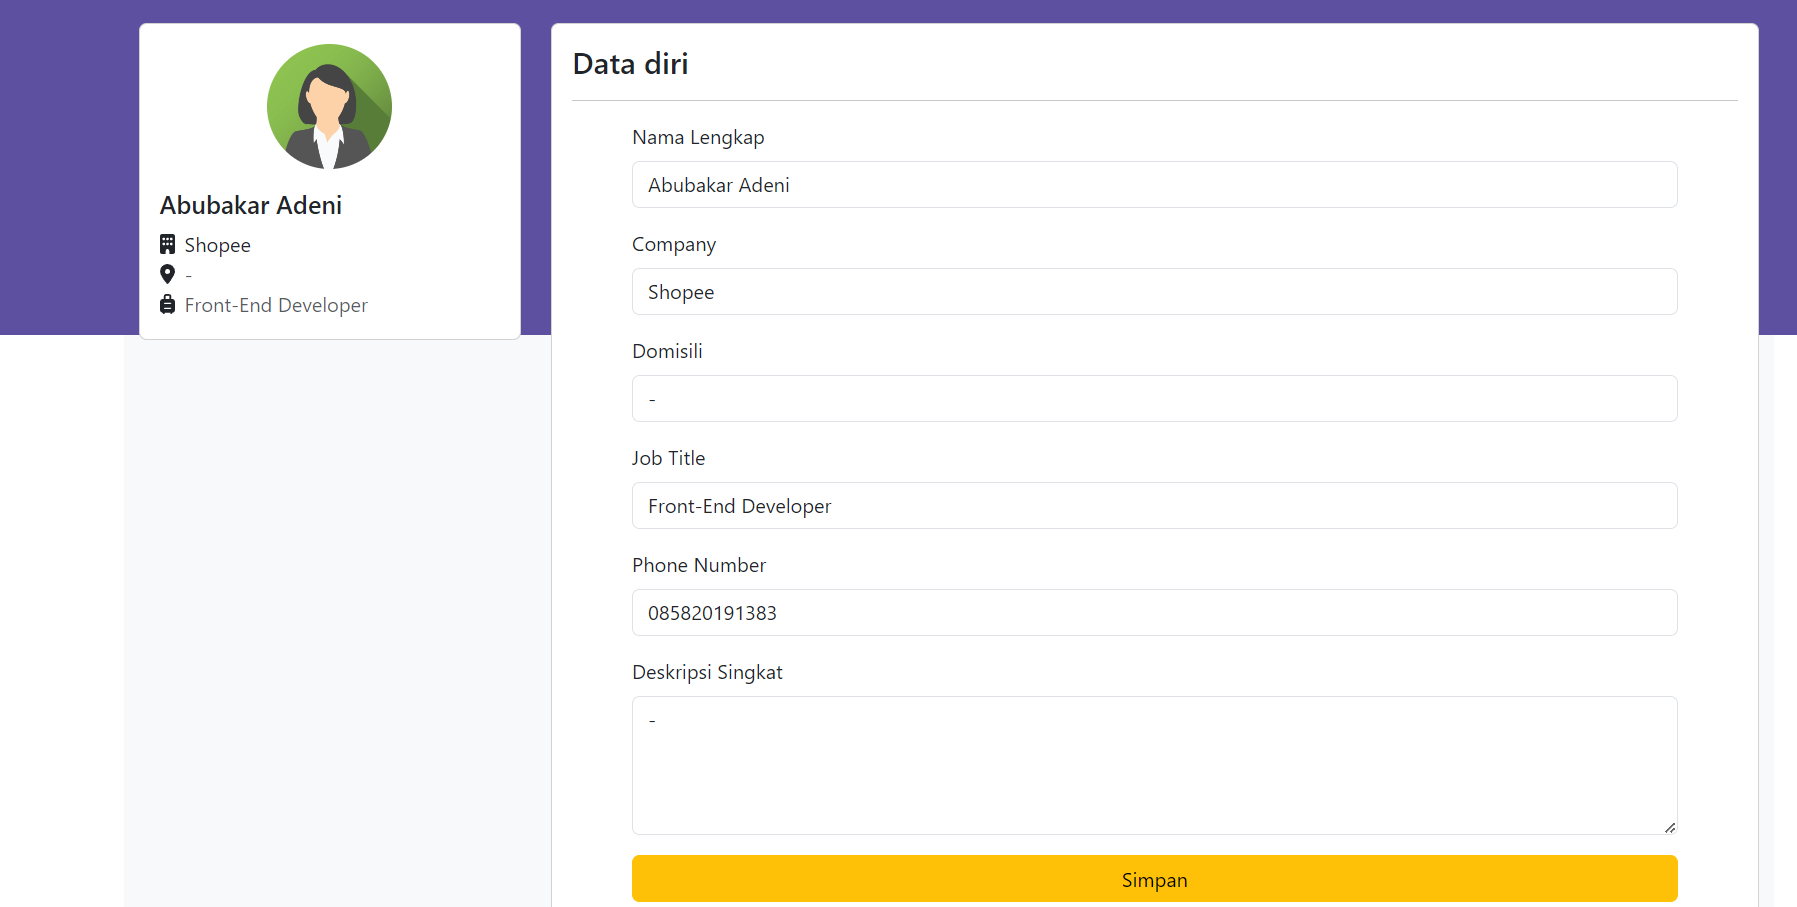 Abubakar Adeni
Shopee
-
Front-End Developer
Data diri
Nama Lengkap
Abubakar Adeni
Company
Shopee
Domisili
-
Job Title
Front-End Developer
Phone Number
085820191383
Deskripsi Singkat
-
Simpan